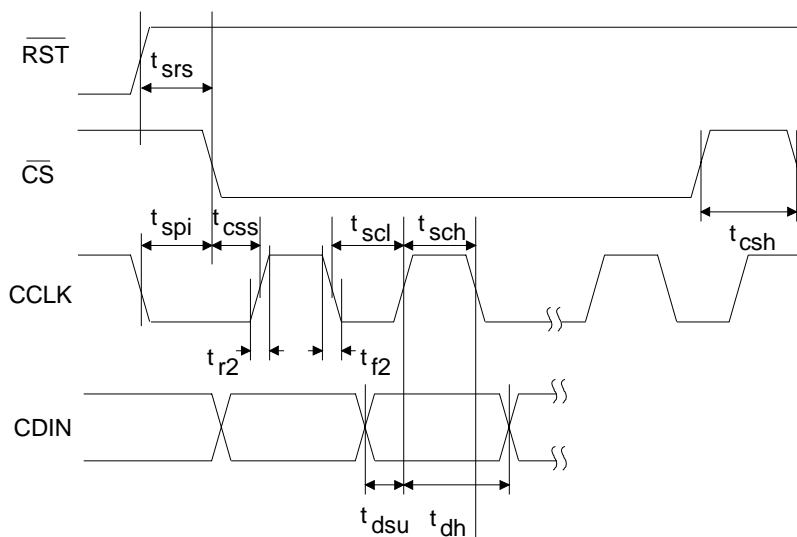 RST
t srs
CS
t spi
t css
t scl
t sch
t csh
CCLK
t r2
t f2
CDIN
t dsu
t dh